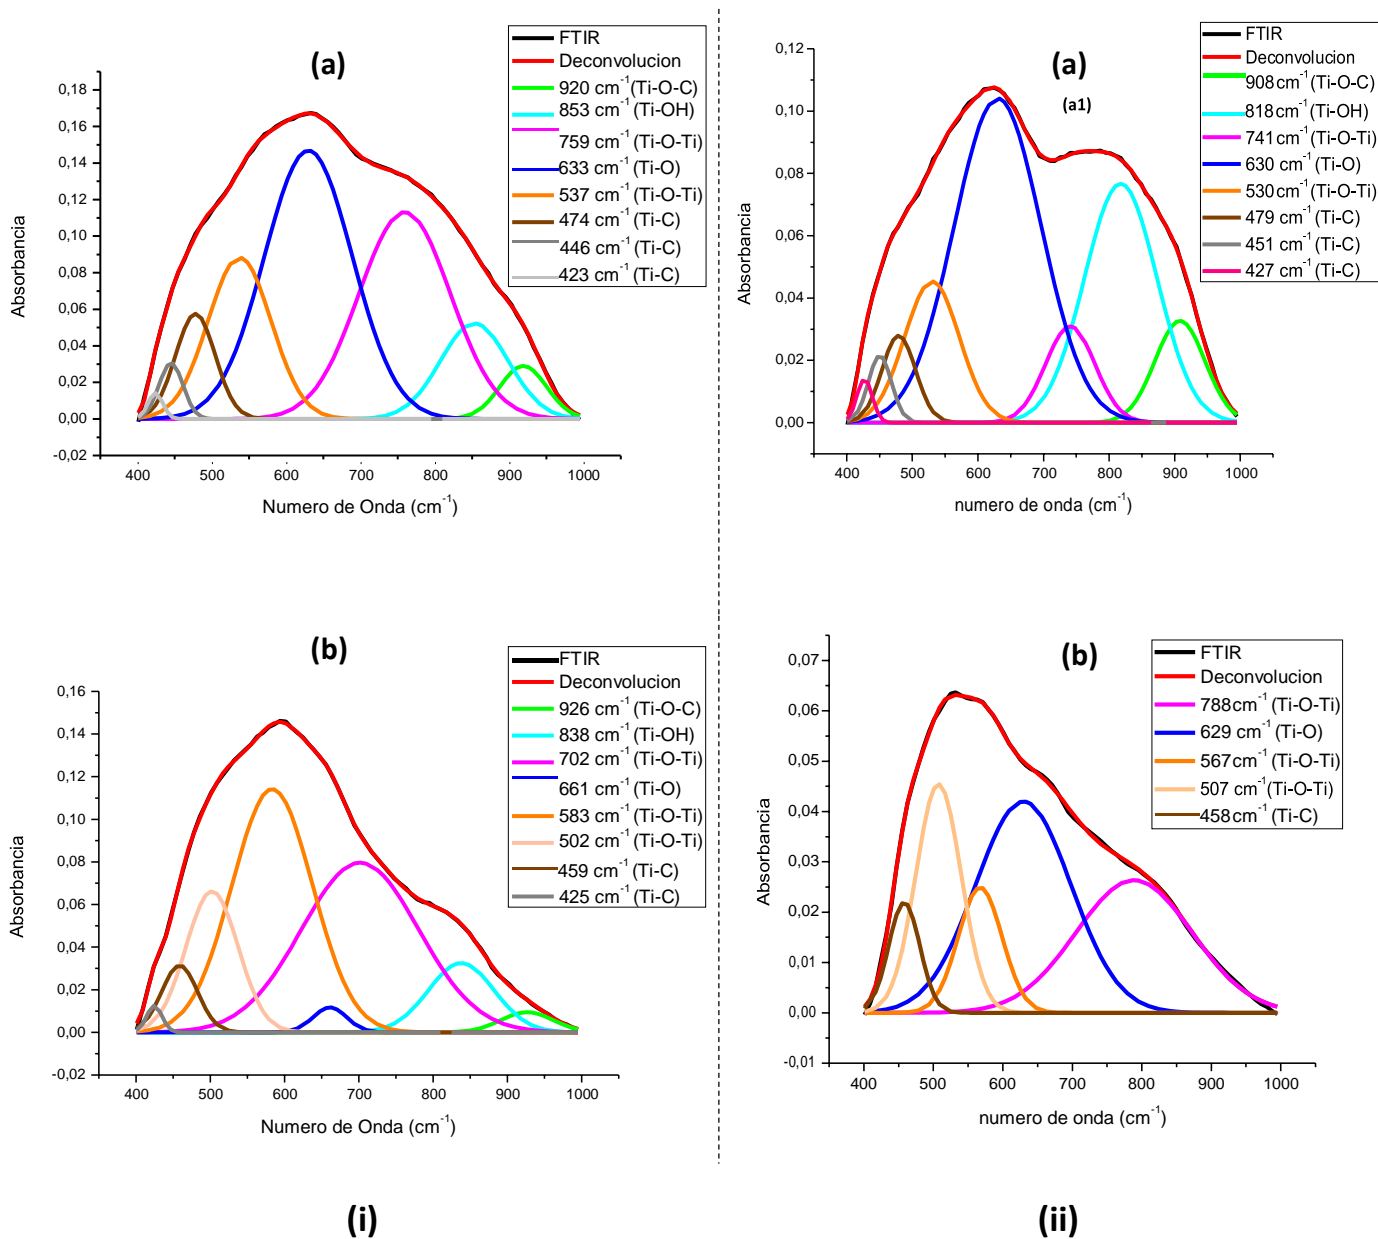 (a)
FTIR
Deconvolucion
920 cm⁻¹(Ti-O-C)
853 cm⁻¹(Ti-OH)
759 cm⁻¹(Ti-O-Ti)
633 cm⁻¹(Ti-O)
537 cm⁻¹(Ti-O-Ti)
474 cm⁻¹(Ti-C)
446 cm⁻¹(Ti-C)
423 cm⁻¹(Ti-C)
0,18
0,16
0,14
0,12
0,10
0,08
0,06
0,04
0,02
0,00
-0,02
Absorbancia
400 500 600 700 800 900 1000
Numero de Onda (cm⁻¹)
(a)
(a1)
FTIR
Deconvolucion
908cm⁻¹(Ti-O-C)
818cm⁻¹(Ti-OH)
741cm⁻¹(Ti-O-Ti)
630 cm⁻¹(Ti-O)
530cm⁻¹(Ti-O-Ti)
479 cm⁻¹(Ti-C)
451 cm⁻¹(Ti-C)
427 cm⁻¹(Ti-C)
0,12
0,10
0,08
0,06
0,04
0,02
0,00
Absorbancia
400 500 600 700 800 900 1000
numero de onda (cm⁻¹)
(b)
FTIR
Deconvolucion
926 cm⁻¹(Ti-O-C)
838 cm⁻¹(Ti-OH)
702 cm⁻¹(Ti-O-Ti)
661 cm⁻¹(Ti-O)
583 cm⁻¹(Ti-O-Ti)
502 cm⁻¹(Ti-O-Ti)
459 cm⁻¹(Ti-C)
425 cm⁻¹(Ti-C)
0,16
0,14
0,12
0,10
0,08
0,06
0,04
0,02
0,00
-0,02
Absorbancia
400 500 600 700 800 900 1000
Numero de Onda (cm⁻¹)
(b)
FTIR
Deconvolucion
788cm⁻¹(Ti-O-Ti)
629 cm⁻¹(Ti-O)
567cm⁻¹(Ti-O-Ti)
507 cm⁻¹(Ti-O-Ti)
458cm⁻¹(Ti-C)
0,07
0,06
0,05
0,04
0,03
0,02
0,01
0,00
-0,01
Absorbancia
400 500 600 700 800 900 1000
numero de onda (cm⁻¹)
(i)
(ii)